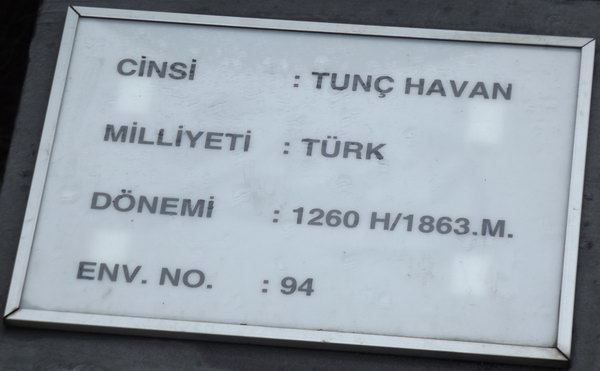 CİNSİ : TUNÇ HAVAN
MİLLİYETİ : TÜRK
DÖNEMİ : 1260 H/1863.M.
ENV. NO. : 94